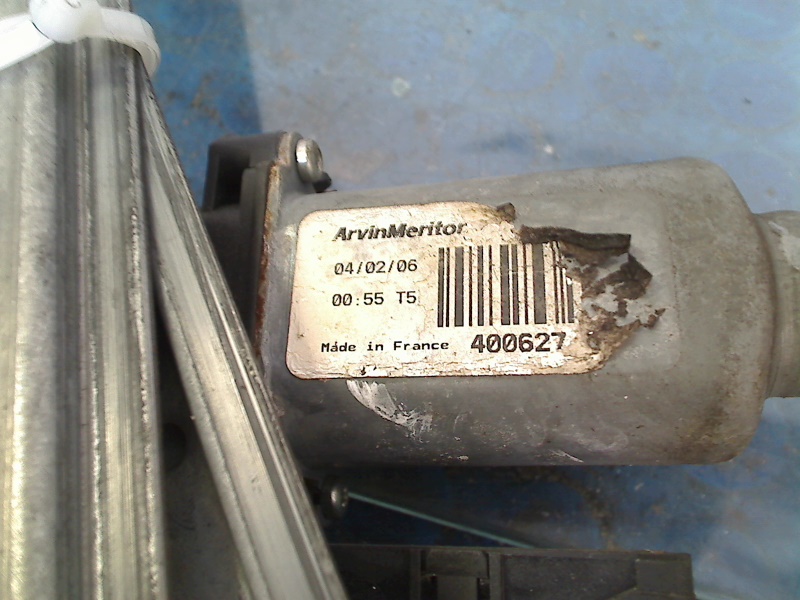 ArvinMeritor
04/02/06
00:55 T5
Made in France 400627